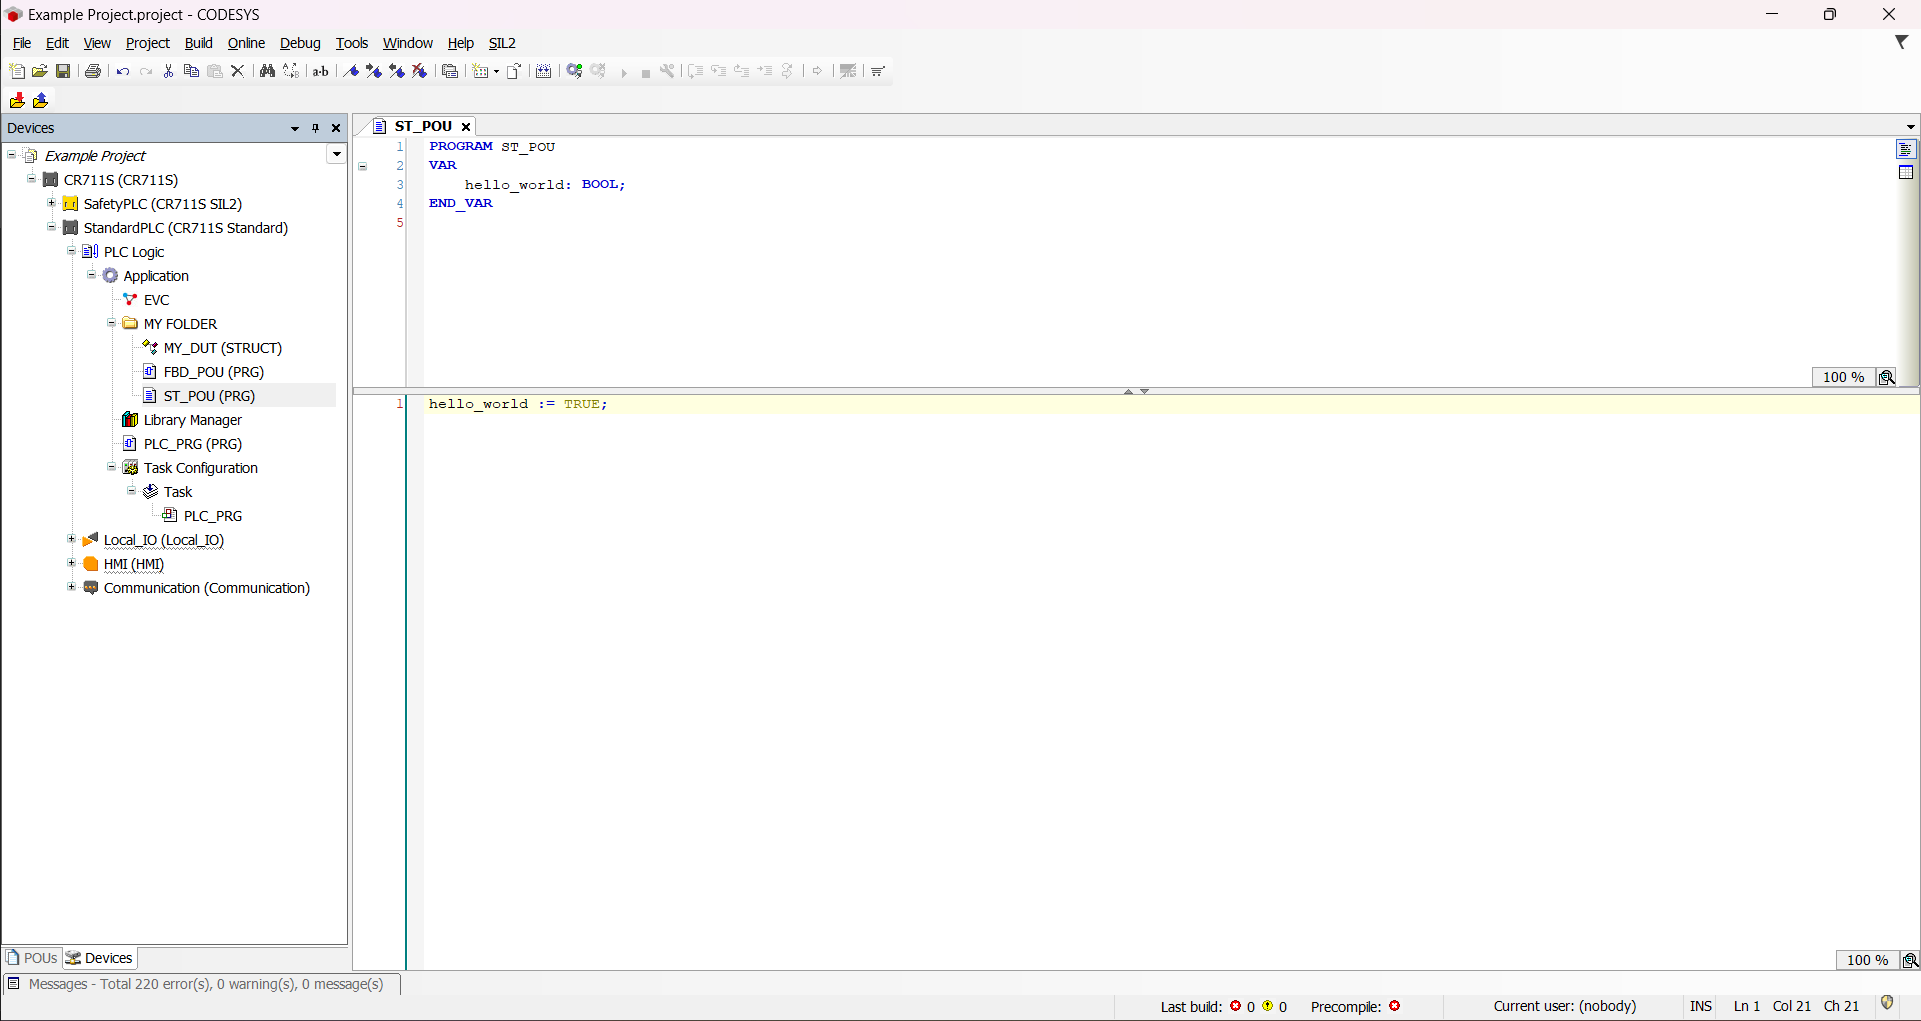 Example Project.project - CODESYS
File Edit View Project Build Online Debug Tools Window Help SIL2
Devices
Example Project
CR711S (CR711S)
SafetyPLC (CR711S SIL2)
StandardPLC (CR711S Standard)
PLC Logic
Application
EVC
MY FOLDER
MY_DUT (STRUCT)
FBD_POU (PRG)
ST_POU (PRG)
Library Manager
PLC_PRG (PRG)
Task Configuration
Task
PLC_PRG
Local_IO (Local_IO)
HMI (HMI)
Communication (Communication)
POUs Devices
ST_POU
1 PROGRAM ST_POU
2 VAR
3 hello_world: BOOL;
4 END_VAR
5
100 %
1 hello_world := TRUE;
100 %
Messages - Total 220 error(s), 0 warning(s), 0 message(s)
Last build: 0 0 Precompile: Current user: (nobody) INS Ln 1 Col 21 Ch 21